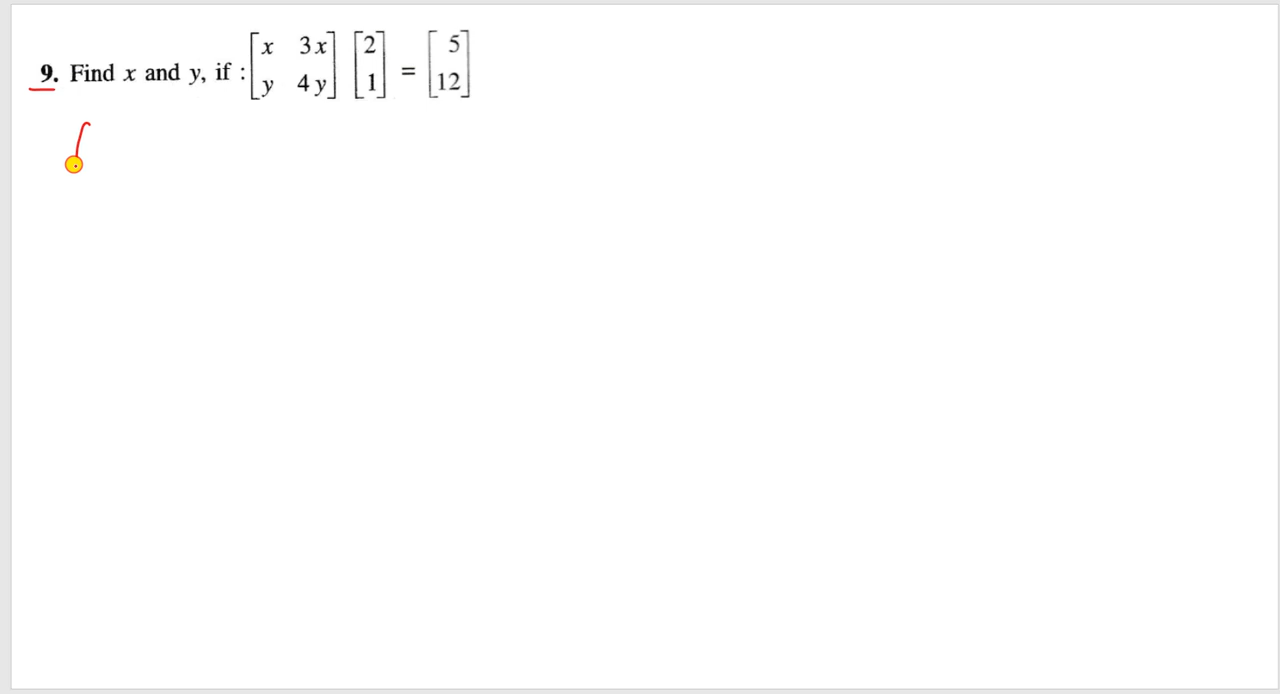 9. Find x and y, if : [x 3x; y 4y] [2; 1] = [5; 12]